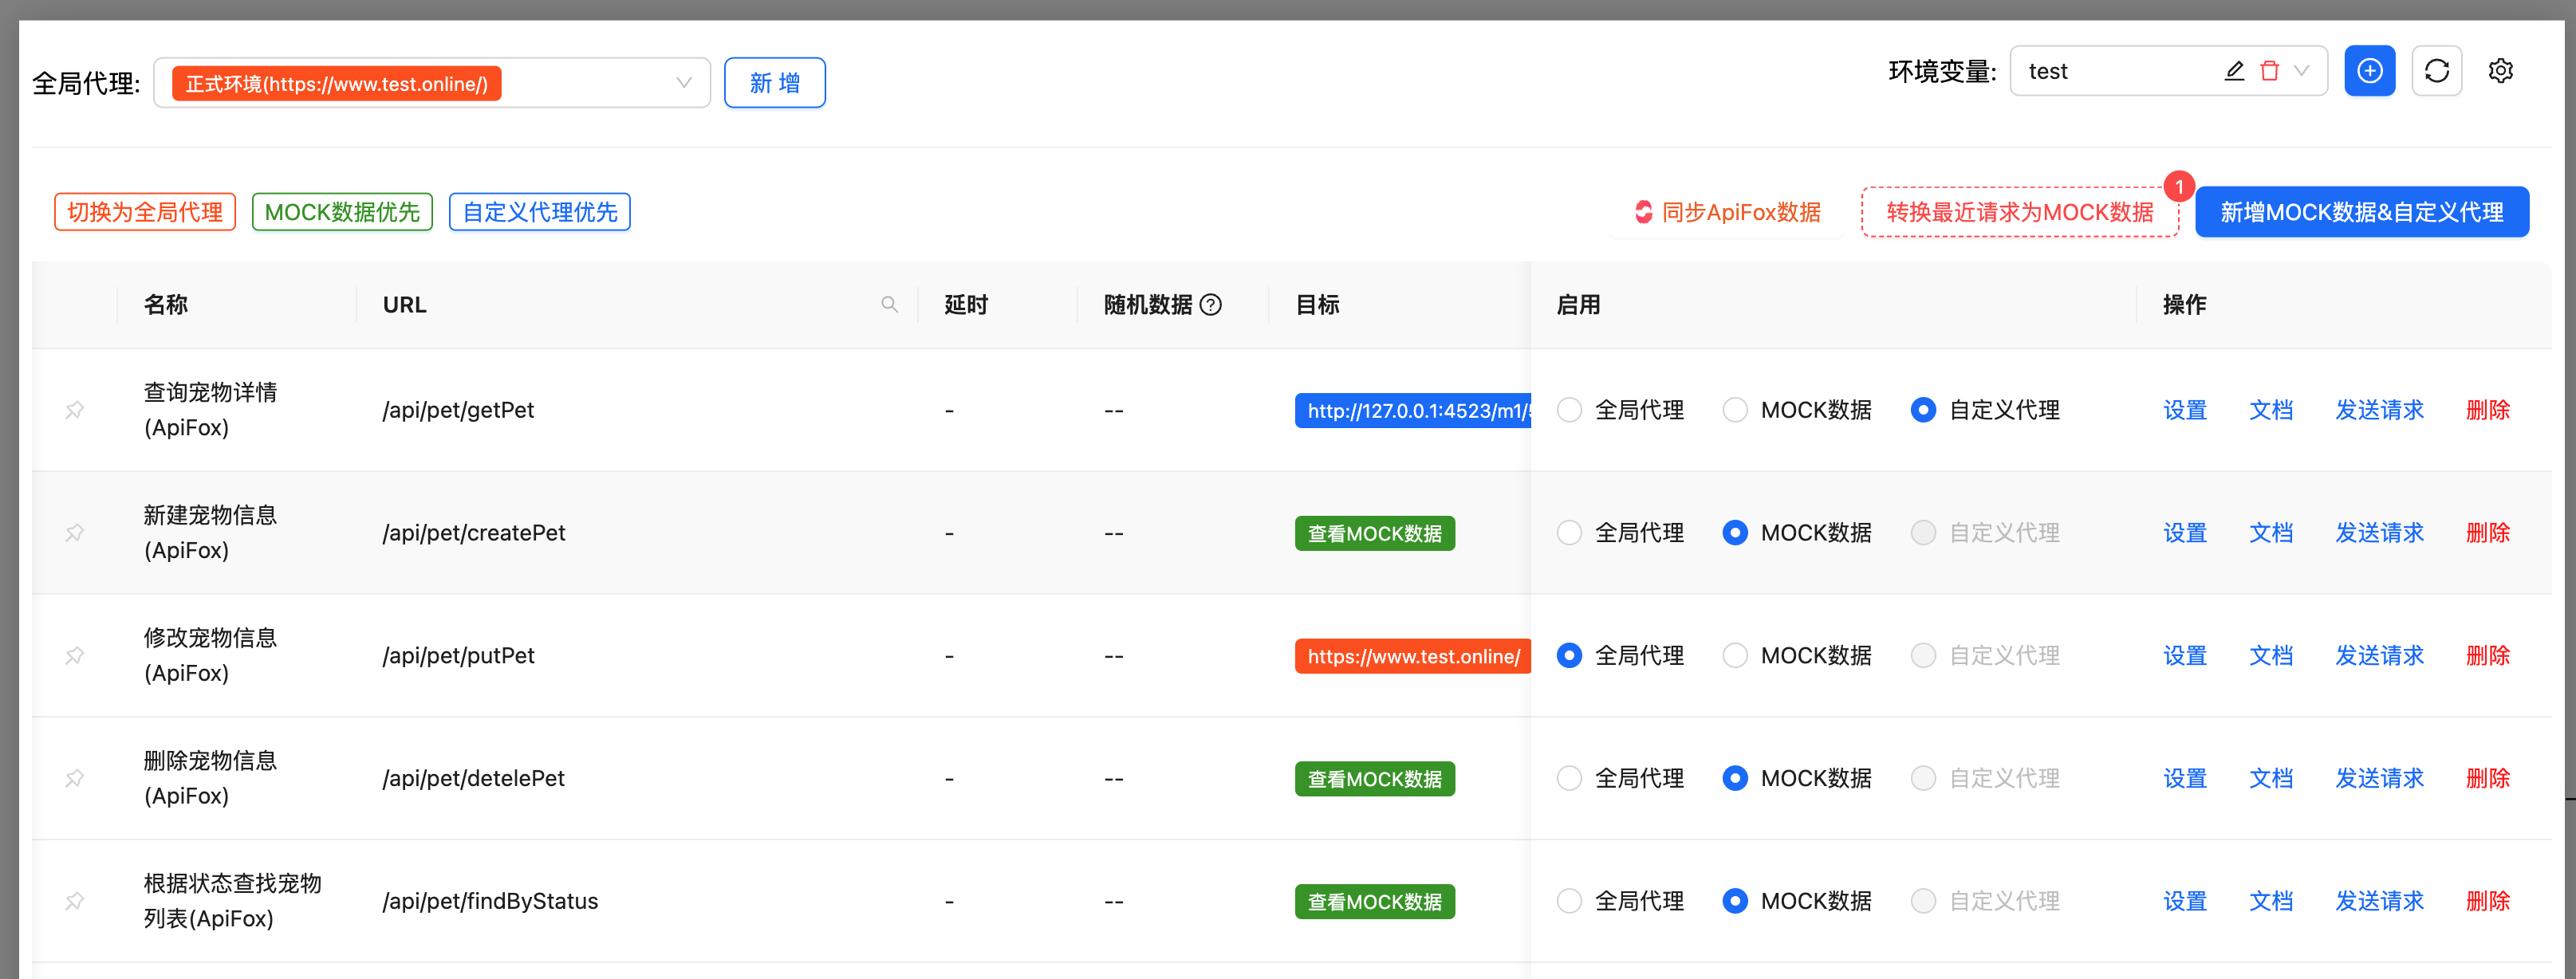 全局代理: 正式环境(https://www.test.online/) 新 增 环境变量: test
切换为全局代理 MOCK数据优先 自定义代理优先 同步ApiFox数据 转换最近请求为MOCK数据 1 新增MOCK数据&自定义代理
名称 URL 延时 随机数据 目标 启用 操作
查询宠物详情
(ApiFox)
/api/pet/getPet - -- http://127.0.0.1:4523/m1/ 全局代理 MOCK数据 自定义代理 设置 文档 发送请求 删除
新建宠物信息
(ApiFox)
/api/pet/createPet - -- 查看MOCK数据 全局代理 MOCK数据 自定义代理 设置 文档 发送请求 删除
修改宠物信息
(ApiFox)
/api/pet/putPet - -- https://www.test.online/ 全局代理 MOCK数据 自定义代理 设置 文档 发送请求 删除
删除宠物信息
(ApiFox)
/api/pet/detelePet - -- 查看MOCK数据 全局代理 MOCK数据 自定义代理 设置 文档 发送请求 删除
根据状态查找宠物
列表(ApiFox)
/api/pet/findByStatus - -- 查看MOCK数据 全局代理 MOCK数据 自定义代理 设置 文档 发送请求 删除